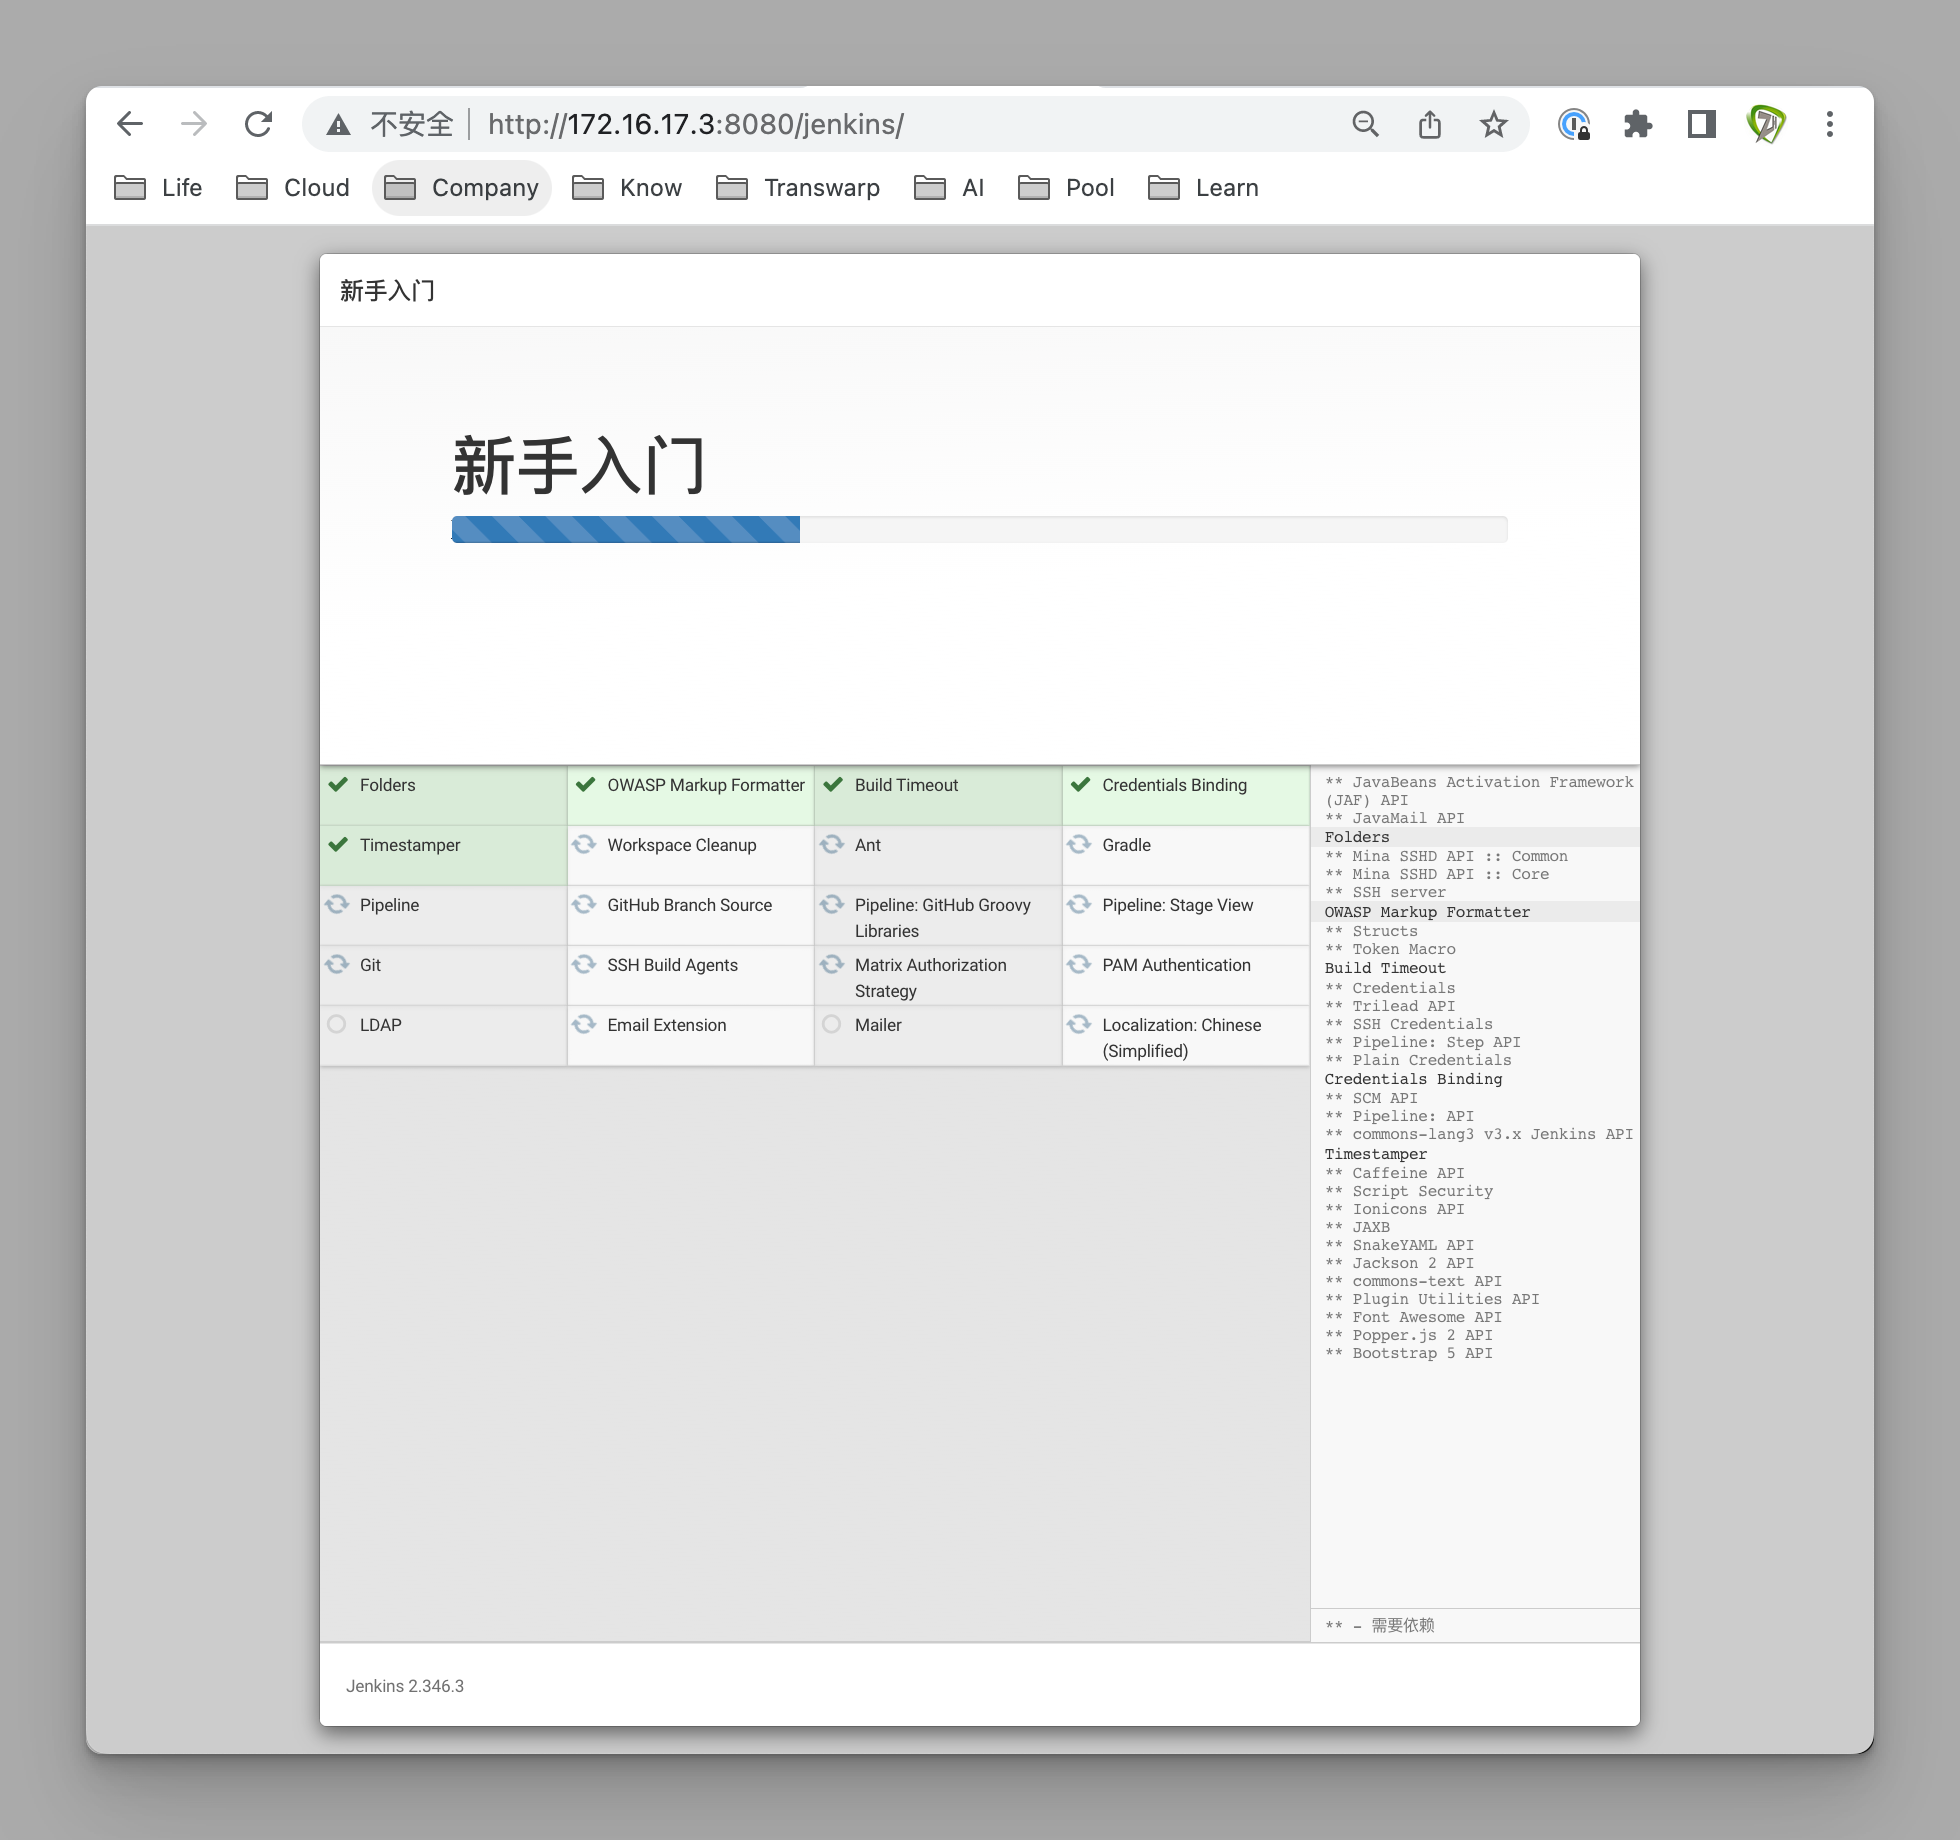 不安全 http://172.16.17.3:8080/jenkins/
Life Cloud Company Know Transwarp AI Pool Learn
新手入门
新手入门
Folders
OWASP Markup Formatter
Build Timeout
Credentials Binding
Timestamper
Workspace Cleanup
Ant
Gradle
Pipeline
GitHub Branch Source
Pipeline: GitHub Groovy
Libraries
Pipeline: Stage View
Git
SSH Build Agents
Matrix Authorization
Strategy
PAM Authentication
LDAP
Email Extension
Mailer
Localization: Chinese
(Simplified)
** JavaBeans Activation Framework
(JAF) API
** JavaMail API
Folders
** Mina SSHD API :: Common
** Mina SSHD API :: Core
** SSH server
OWASP Markup Formatter
** Structs
** Token Macro
Build Timeout
** Credentials
** Trilead API
** SSH Credentials
** Pipeline: Step API
** Plain Credentials
Credentials Binding
** SCM API
** Pipeline: API
** commons-lang3 v3.x Jenkins API
Timestamper
** Caffeine API
** Script Security
** Ionicons API
** JAXB
** SnakeYAML API
** Jackson 2 API
** commons-text API
** Plugin Utilities API
** Font Awesome API
** Popper.js 2 API
** Bootstrap 5 API
** - 需要依赖
Jenkins 2.346.3